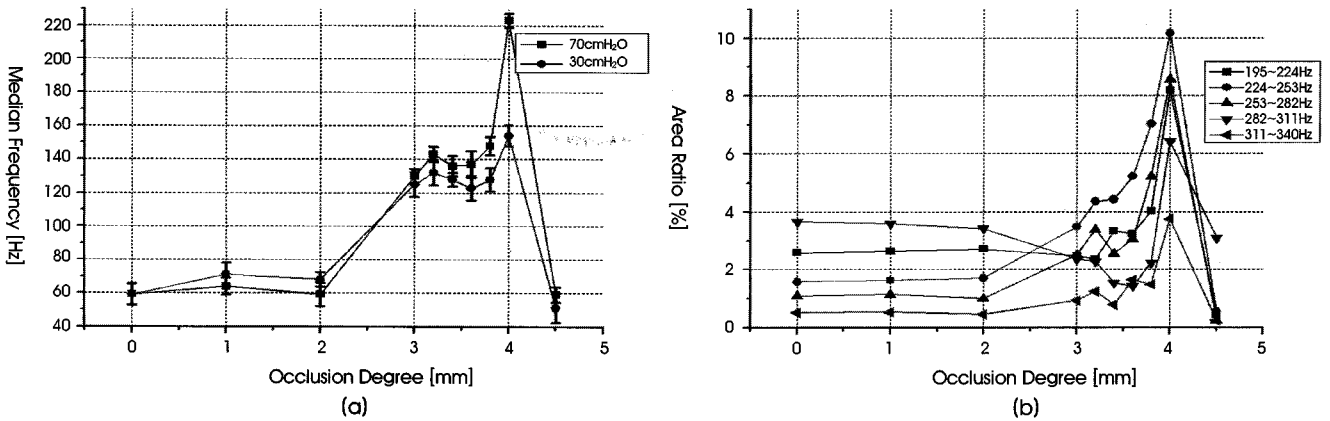 220
200
180
160
140
120
100
80
60
40
Median Frequency [Hz]
70cmH₂O
30cmH₂O
0 1 2 3 4 5
Occlusion Degree [mm]
(a)
10
8
6
4
2
0
Area Ratio [%]
195~224Hz
224~253Hz
253~282Hz
282~311Hz
311~340Hz
0 1 2 3 4 5
Occlusion Degree [mm]
(b)